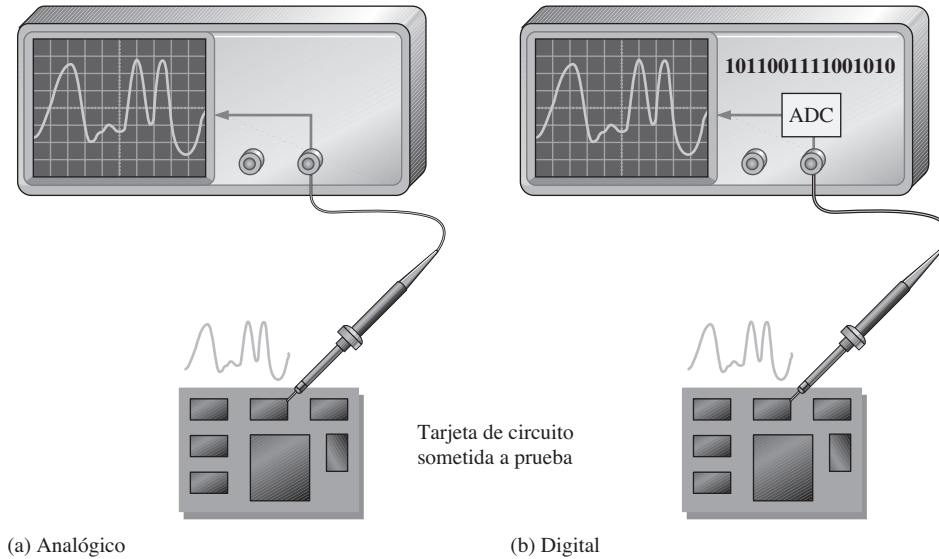 1011001111001010
ADC
Tarjeta de circuito
sometida a prueba
(a) Analógico
(b) Digital